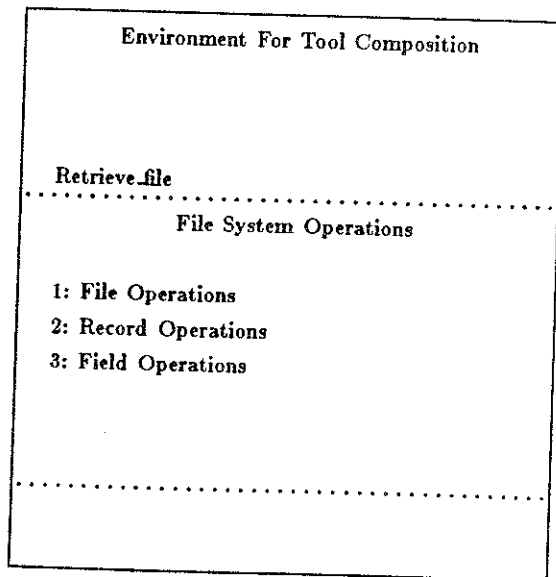 Environment For Tool Composition
Retrieve_file
File System Operations
1: File Operations
2: Record Operations
3: Field Operations